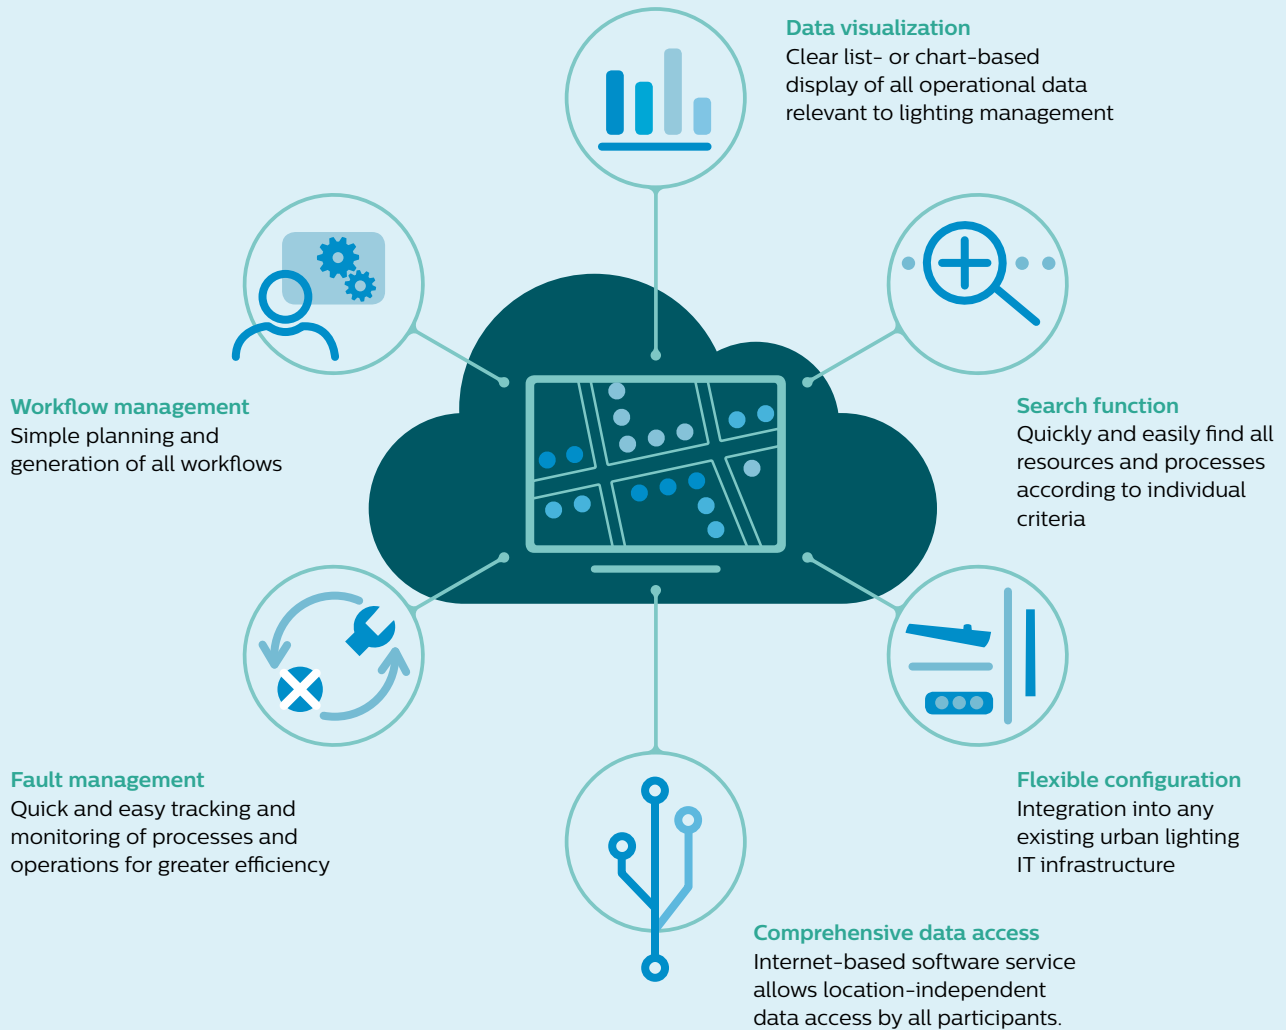 Data visualization
Clear list- or chart-based
display of all operational data
relevant to lighting management
Workflow management
Simple planning and
generation of all workflows
Search function
Quickly and easily find all
resources and processes
according to individual
criteria
Fault management
Quick and easy tracking and
monitoring of processes and
operations for greater efficiency
Flexible configuration
Integration into any
existing urban lighting
IT infrastructure
Comprehensive data access
Internet-based software service
allows location-independent
data access by all participants.